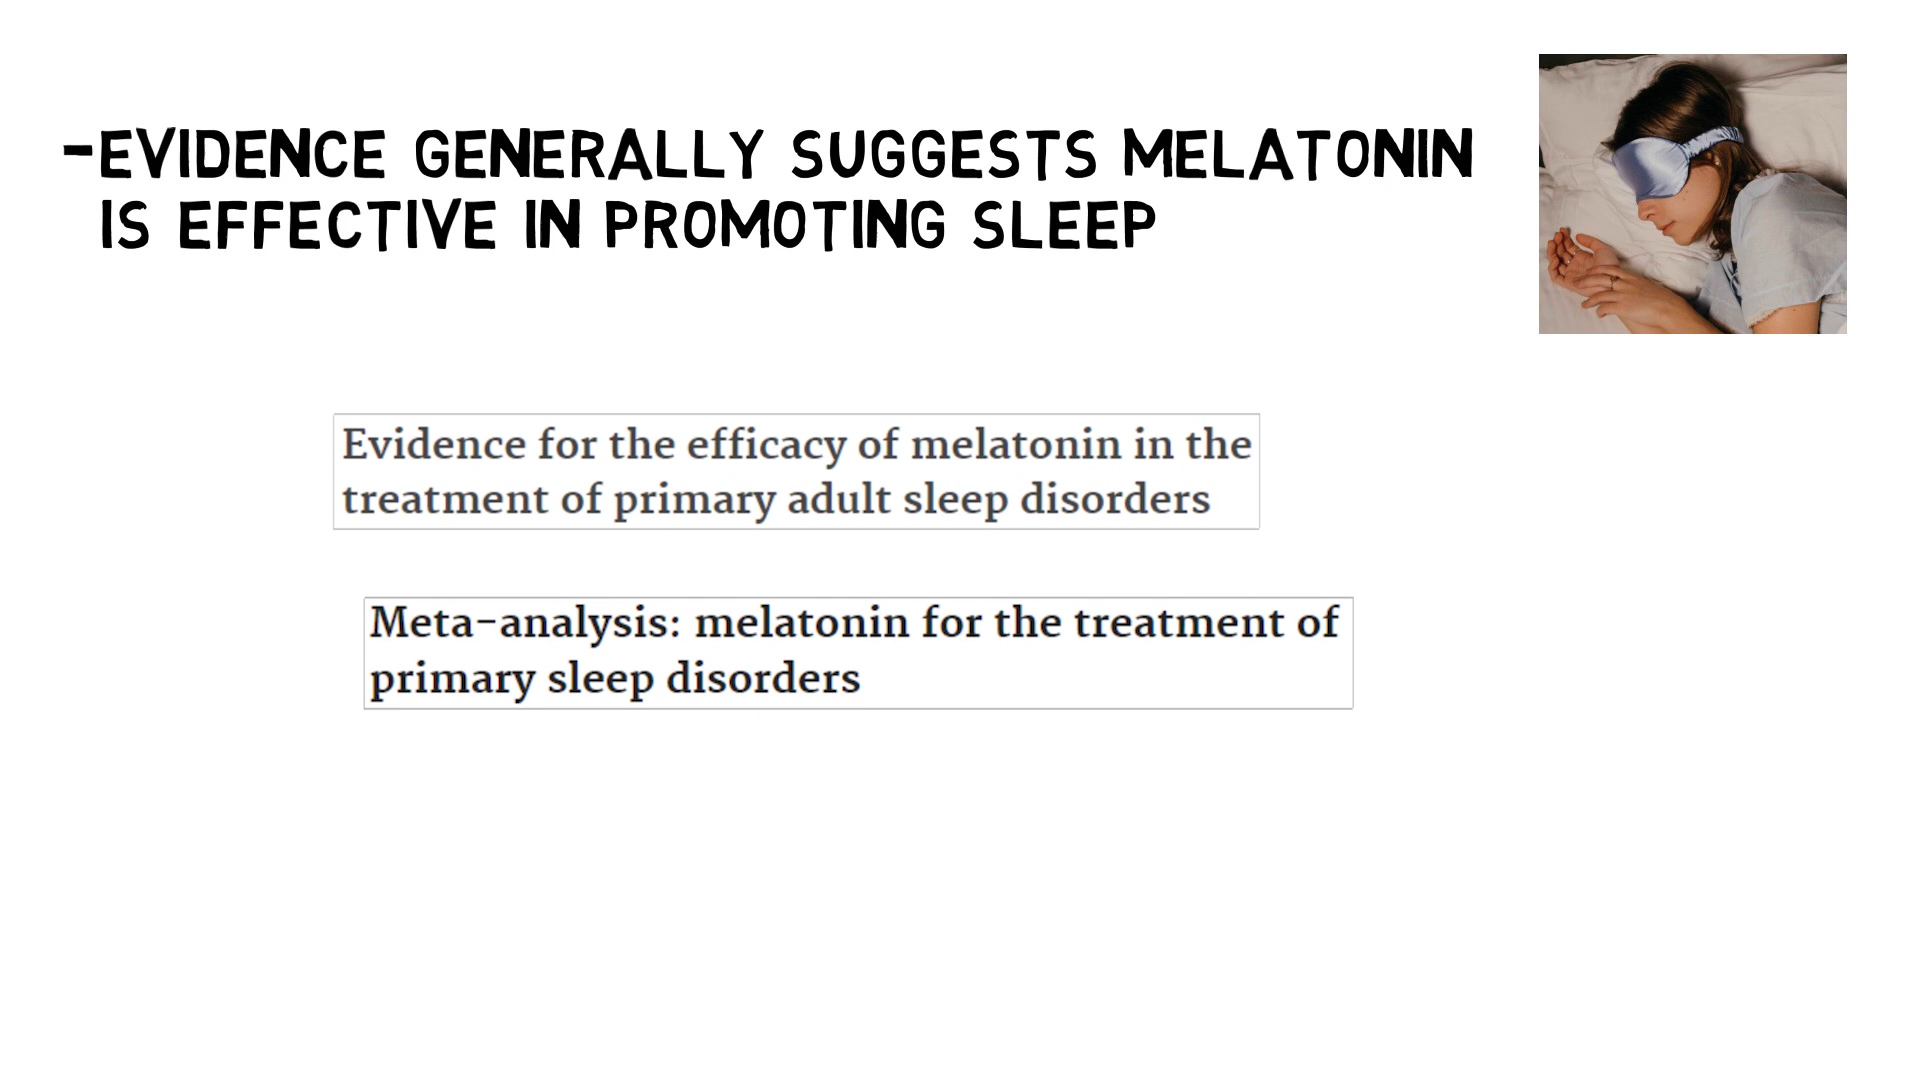 -EVIDENCE GENERALLY SUGGESTS MELATONIN
IS EFFECTIVE IN PROMOTING SLEEP
Evidence for the efficacy of melatonin in the
treatment of primary adult sleep disorders
Meta-analysis: melatonin for the treatment of
primary sleep disorders